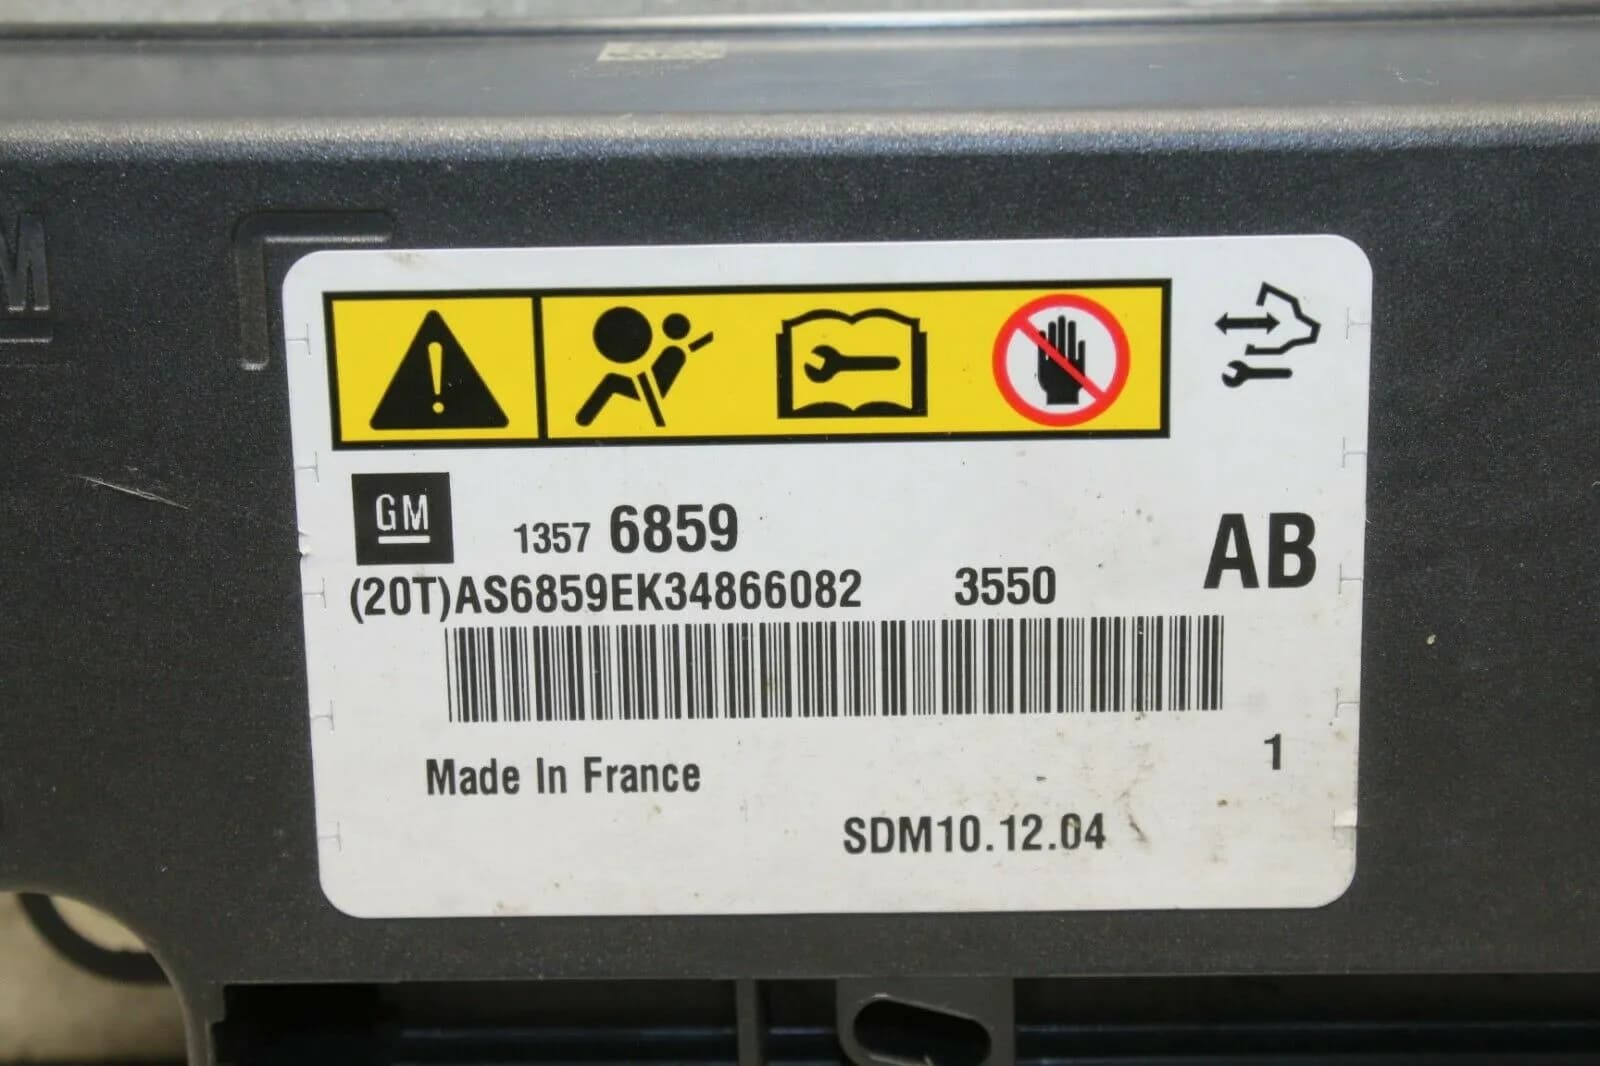 M
GM
1357 6859
AB
(20T)AS6859EK34866082 3550
Made In France
1
SDM10.12.04